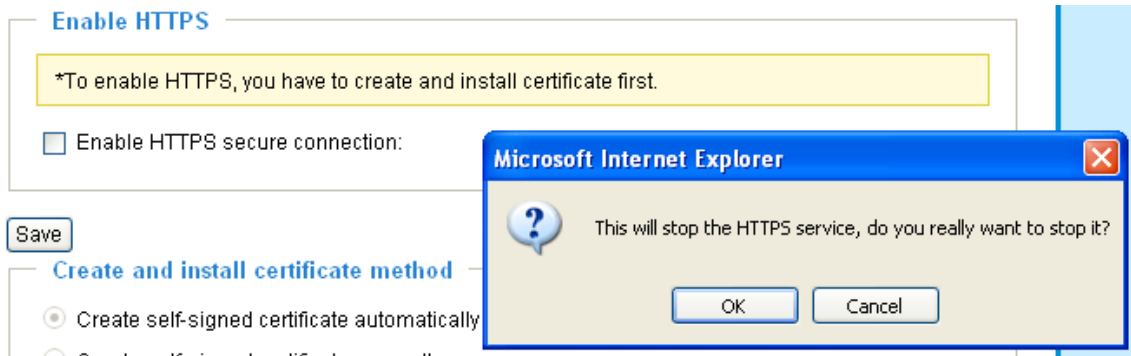 Enable HTTPS
*To enable HTTPS, you have to create and install certificate first.
Enable HTTPS secure connection:
Microsoft Internet Explorer
This will stop the HTTPS service, do you really want to stop it?
OK Cancel
Save
Create and install certificate method
Create self-signed certificate automatically